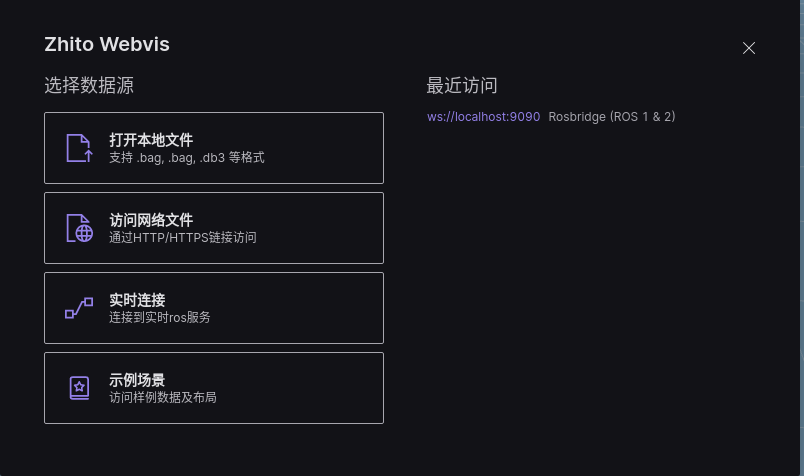 Zhito Webvis
选择数据源
打开本地文件
支持 .bag, .bag, .db3 等格式
访问网络文件
通过HTTP/HTTPS链接访问
实时连接
连接到实时ros服务
示例场景
访问样例数据及布局
最近访问
ws://localhost:9090 Rosbridge (ROS 1 & 2)